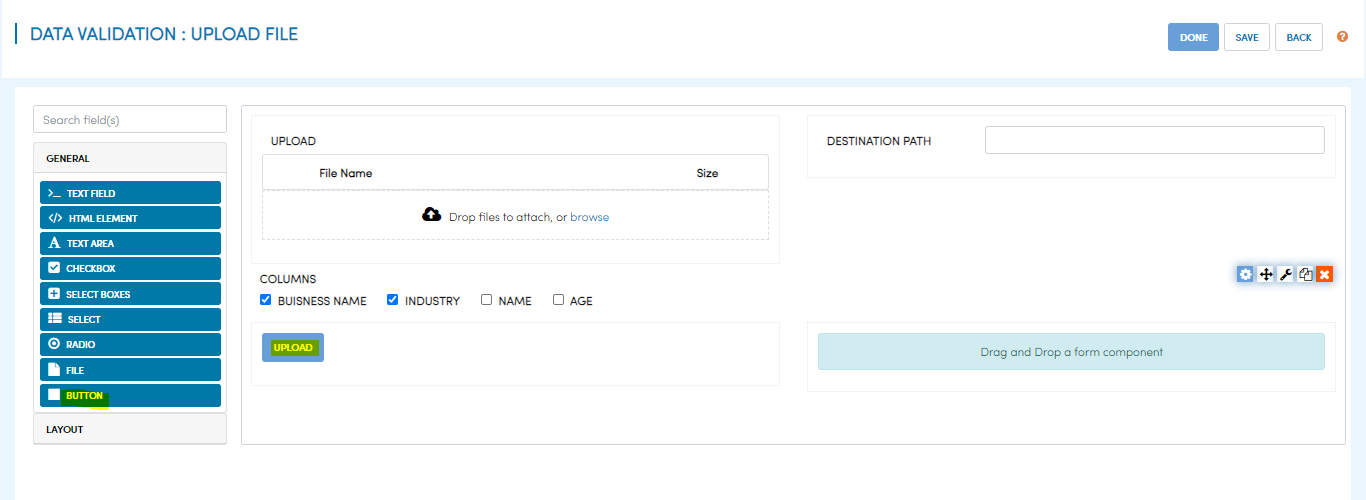 DATA VALIDATION : UPLOAD FILE
DONE SAVE BACK ?
Search field(s)
GENERAL
>_ TEXT FIELD
</> HTML ELEMENT
A TEXT AREA
CHECKBOX
SELECT BOXES
SELECT
RADIO
FILE
BUTTON
LAYOUT
UPLOAD
File Name Size
Drop files to attach, or browse
DESTINATION PATH
COLUMNS
BUISNESS NAME INDUSTRY NAME AGE
UPLOAD
Drag and Drop a form component